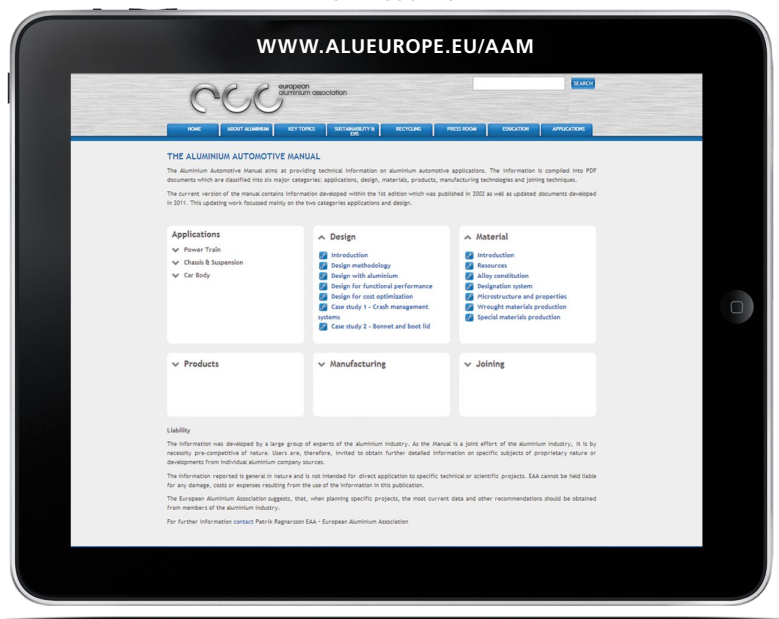 WWW.ALUEUROPE.EU/AAM
european
aluminium association
SEARCH
HOME
ABOUT ALUMINIUM
KEY TOPICS
SUSTAINABILITY &
EHS
RECYCLING
PRESS ROOM
EDUCATION
APPLICATIONS
THE ALUMINIUM AUTOMOTIVE MANUAL
The Aluminium Automotive Manual aims at providing technical information on aluminium automotive applications. The information is compiled into PDF
documents which are classified into six major categories: applications, design, materials, products, manufacturing technologies and joining techniques.
The current version of the manual contains information developed within the 1st edition which was published in 2002 as well as updated documents developed
in 2011. This updating work focussed mainly on the two categories applications and design.
Applications
Power Train
Chassis & Suspension
Car Body
Design
Introduction
Design methodology
Design with aluminium
Design for functional performance
Design for cost optimization
Case study 1 - Crash management
systems
Case study 2 - Bonnet and boot lid
Material
Introduction
Resources
Alloy constitution
Designation system
Microstructure and properties
Wrought materials production
Special materials production
Products
Manufacturing
Joining
Liability
The information was developed by a large group of experts of the aluminium industry. As the Manual is a joint effort of the aluminium industry, it is by
necessity pre-competitive of nature. Users are, therefore, invited to obtain further detailed information on specific subjects of proprietary nature or
developments from individual aluminium company sources.
The information reported is general in nature and is not intended for direct application to specific technical or scientific projects. EAA cannot be held liable
for any damage, costs or expenses resulting from the use of the information in this publication.
The European Aluminium Association suggests, that, when planning specific projects, the most current data and other recommendations should be obtained
from members of the aluminium industry.
For further information contact Patrik Ragnarsson EAA - European Aluminium Association